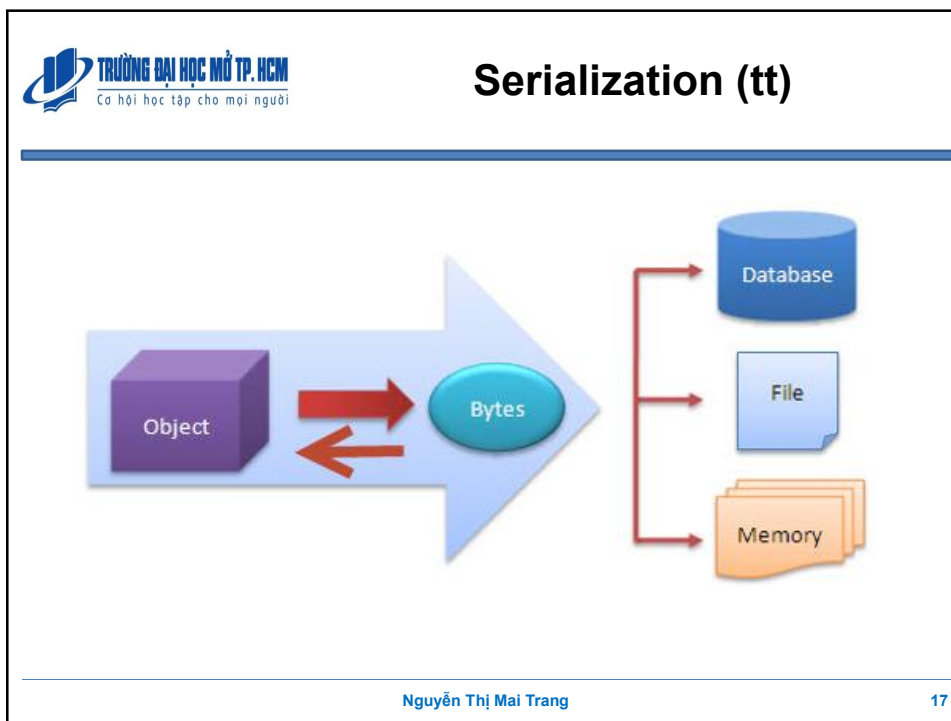 TRƯỜNG ĐẠI HỌC MỞ TP. HCM
Cơ hội học tập cho mọi người
Serialization (tt)
Object
Bytes
Database
File
Memory
Nguyễn Thị Mai Trang
17